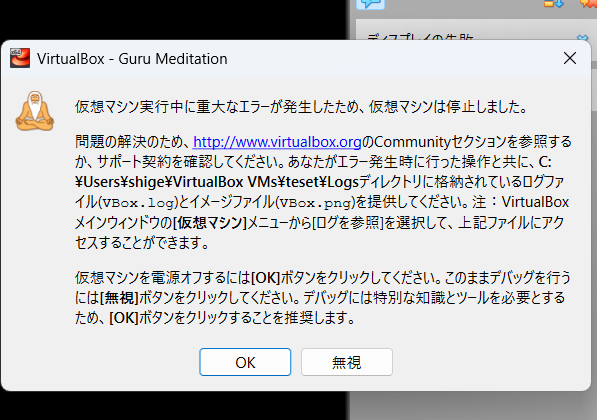 ディスプレイの失敗
VirtualBox - Guru Meditation
仮想マシン実行中に重大なエラーが発生したため、仮想マシンは停止しました。
問題の解決のため、http://www.virtualbox.orgのCommunityセクションを参照する
か、サポート契約を確認してください。あなたがエラー発生時に行った操作と共に、C:
¥Users¥shige¥VirtualBox VMs¥teset¥Logsディレクトリに格納されているログファ
イル(VBox.log)とイメージファイル(VBox.png)を提供してください。注：VirtualBox
メインウィンドウの[仮想マシン]メニューから[ログを参照]を選択して、上記ファイルにアク
セスすることができます。
仮想マシンを電源オフするには[OK]ボタンをクリックしてください。このままデバッグを行う
には[無視]ボタンをクリックしてください。デバッグには特別な知識とツールを必要とする
ため、[OK]ボタンをクリックすることを推奨します。
OK
無視